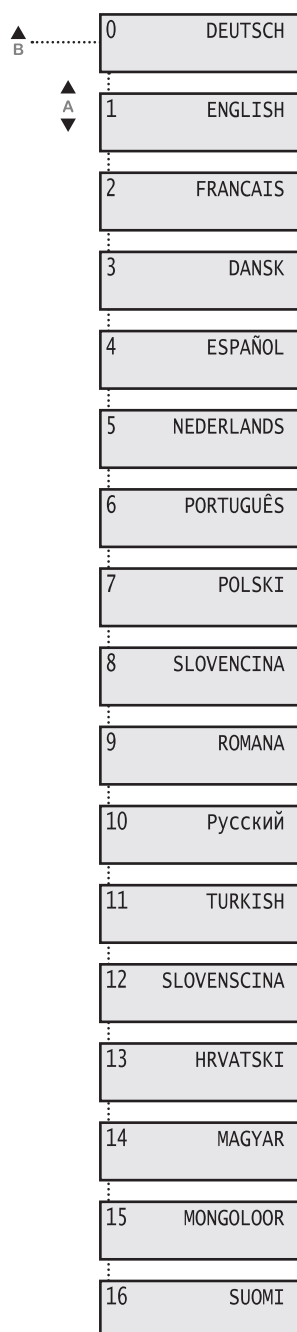 0 DEUTSCH
B
A
1 ENGLISH
2 FRANCAIS
3 DANSK
4 ESPAÑOL
5 NEDERLANDS
6 PORTUGUÊS
7 POLSKI
8 SLOVENCINA
9 ROMANA
10 Русский
11 TURKISH
12 SLOVENSCINA
13 HRVATSKI
14 MAGYAR
15 MONGOLOOR
16 SUOMI